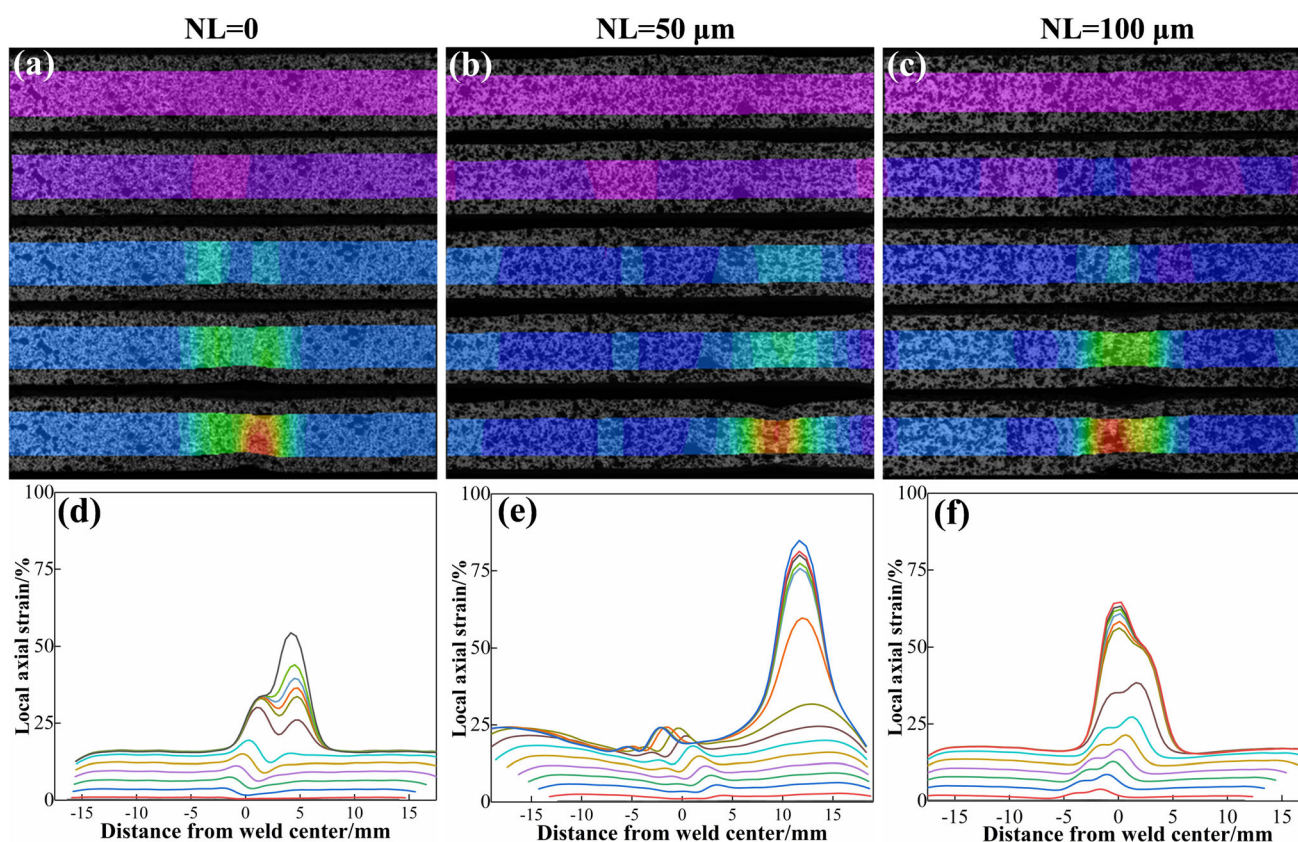 NL=0 NL=50 μm NL=100 μm
(a) (b) (c)
(d) (e) (f)
100 100 100
75 75 75
50 50 50
25 25 25
0 0 0
Local axial strain/% Local axial strain/% Local axial strain/%
-15 -10 -5 0 5 10 15 -15 -10 -5 0 5 10 15 -15 -10 -5 0 5 10 15
Distance from weld center/mm Distance from weld center/mm Distance from weld center/mm